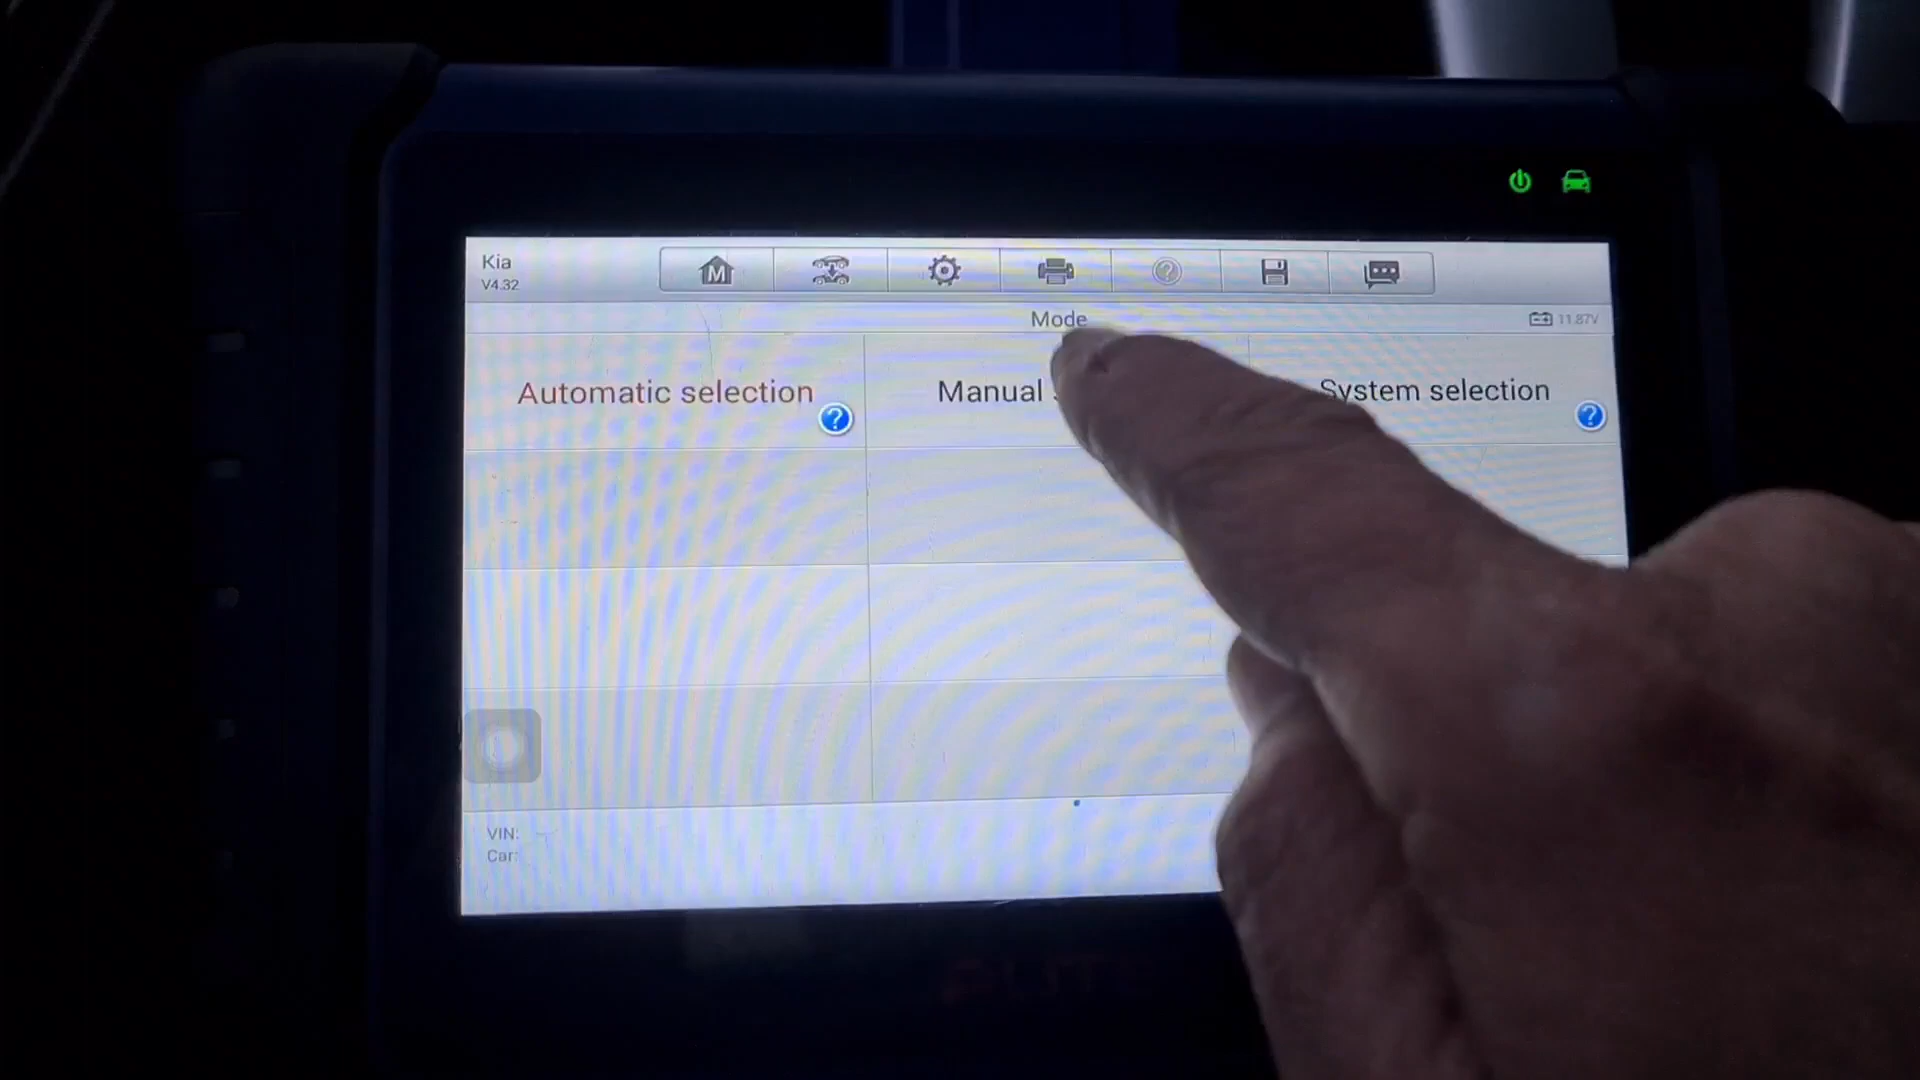 Kia
V4.32
M
Mode
11.87V
Automatic selection
?
Manual
System selection
?
VIN:
Car: